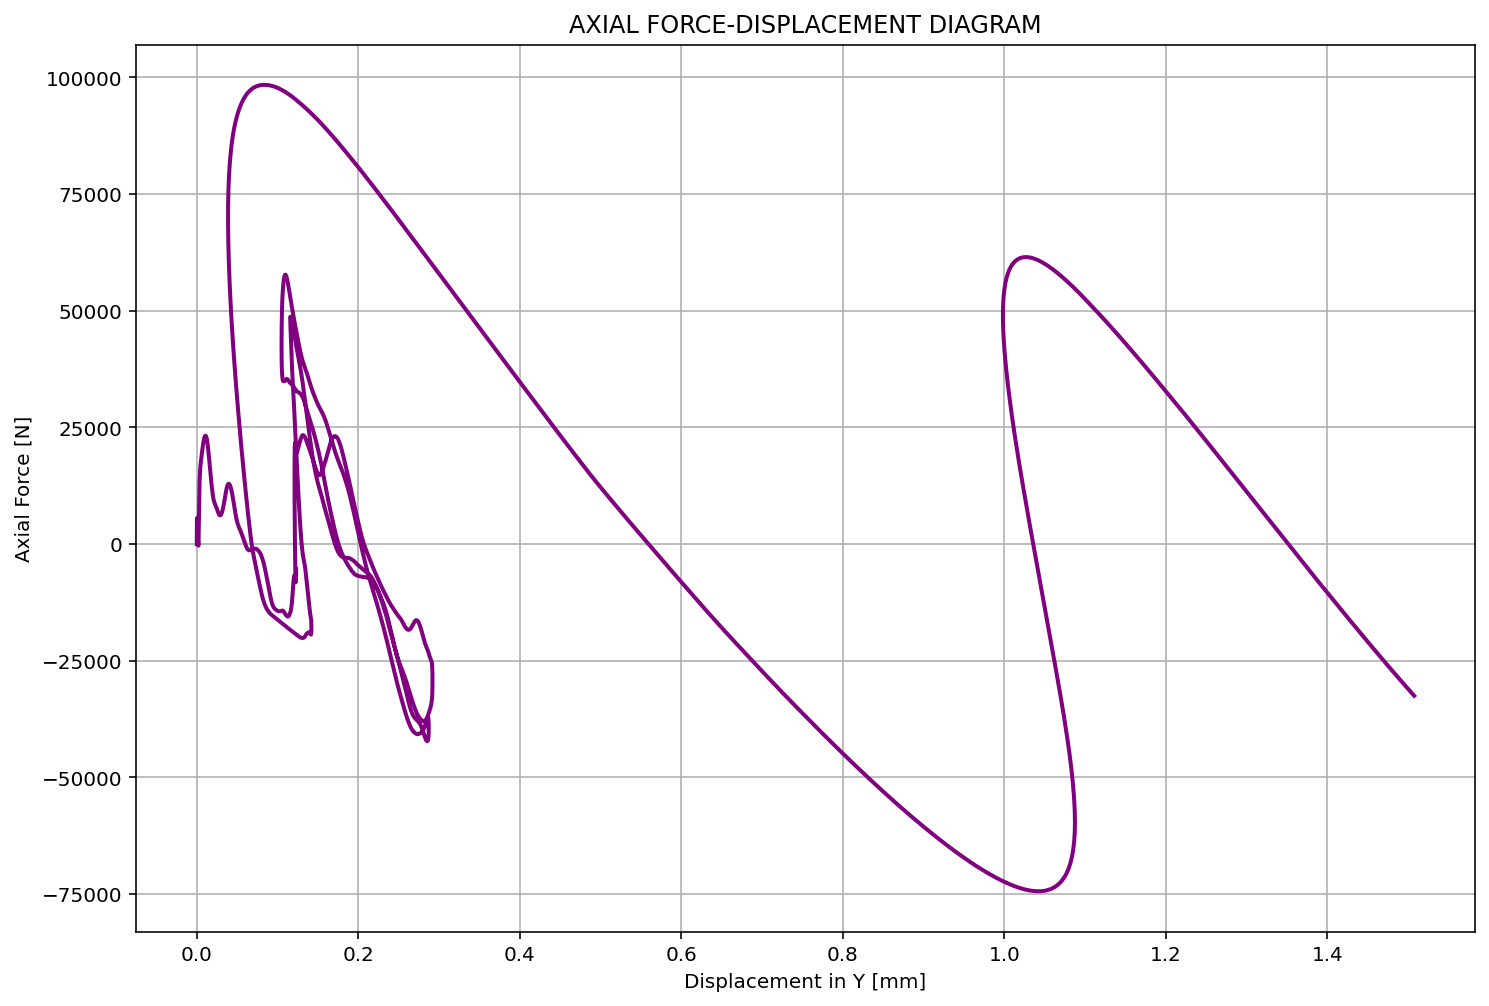 AXIAL FORCE-DISPLACEMENT DIAGRAM
Axial Force [N]
100000
75000
50000
25000
0
−25000
−50000
−75000
0.0 0.2 0.4 0.6 0.8 1.0 1.2 1.4
Displacement in Y [mm]